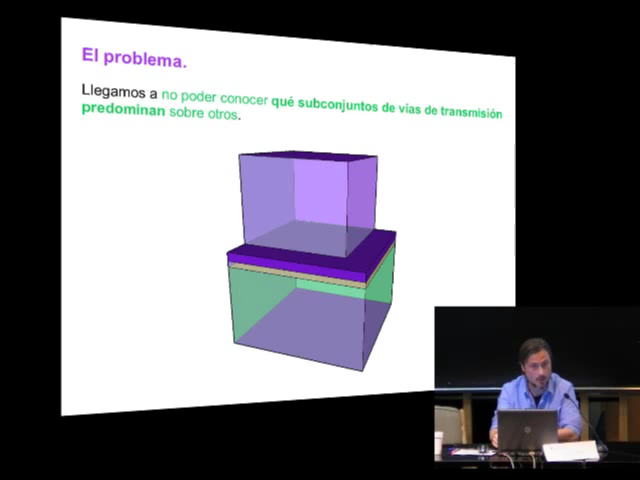 El problema.
Llegamos a no poder conocer qué subconjuntos de vías de transmisión
predominan sobre otros.